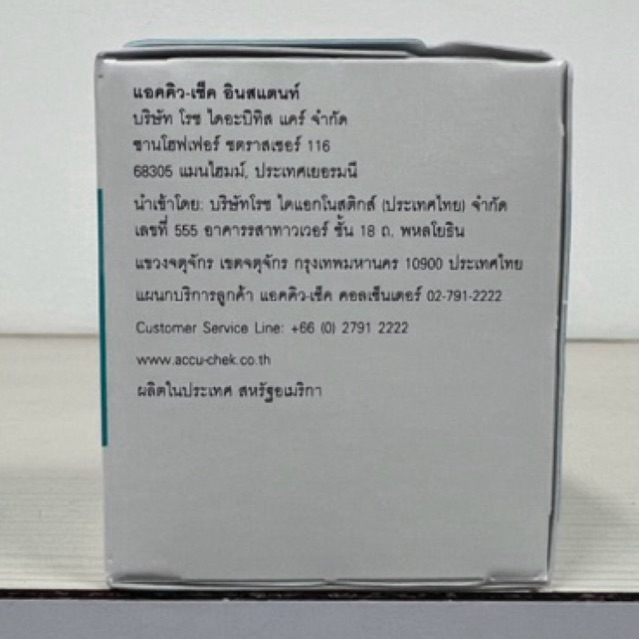 แอคคิว-เช็ค อินสแตนท์
บริษัท โรช ไดอะบิทิส แคร์ จำกัด
ซานโฮฟเฟอร์ ชตราสเซอร์ 116
68305 แมนไฮมม์, ประเทศเยอรมนี
นำเข้าโดย: บริษัทโรช ไดแอกโนสติกส์ (ประเทศไทย) จำกัด
เลขที่ 555 อาคารรสาทาวเวอร์ ชั้น 18 ถ. พหลโยธิน
แขวงจตุจักร เขตจตุจักร กรุงเทพมหานคร 10900 ประเทศไทย
แผนกบริการลูกค้า แอคคิว-เช็ค คอลเซ็นเตอร์ 02-791-2222
Customer Service Line: +66 (0) 2791 2222
www.accu-chek.co.th
ผลิตในประเทศ สหรัฐอเมริกา